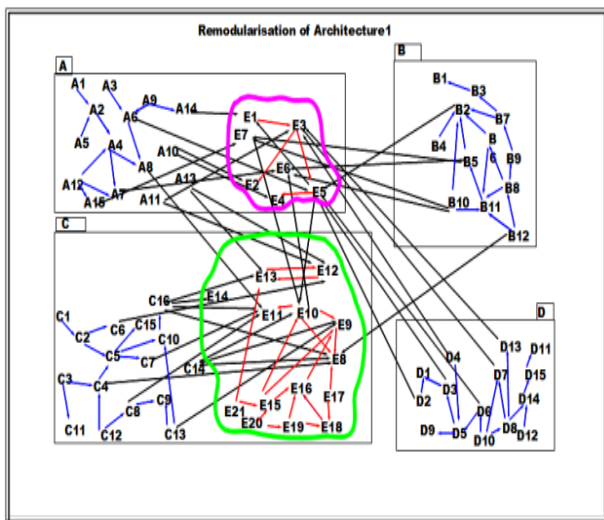 Remodularisation of Architecture1
A
B
A1
A3
A9
A14
A2
A6
A5
A4
A10
A8
A12
A13
A7
A15
A11
E1
E3
E7
E6
E2
E5
E4
B1
B3
B2
B7
B4
B
6
B5
B9
B8
B10
B11
B12
C
D
E13
E12
C16
E14
C1
C6
C15
E11
E10
E9
C2
C10
C5
C7
E8
C14
C3
C4
E16
E17
C8
C9
E21
E15
C11
C12
C13
E20
E19
E18
D13
D11
D4
D1
D7
D15
D3
D2
D6
D14
D9
D5
D8
D10
D12